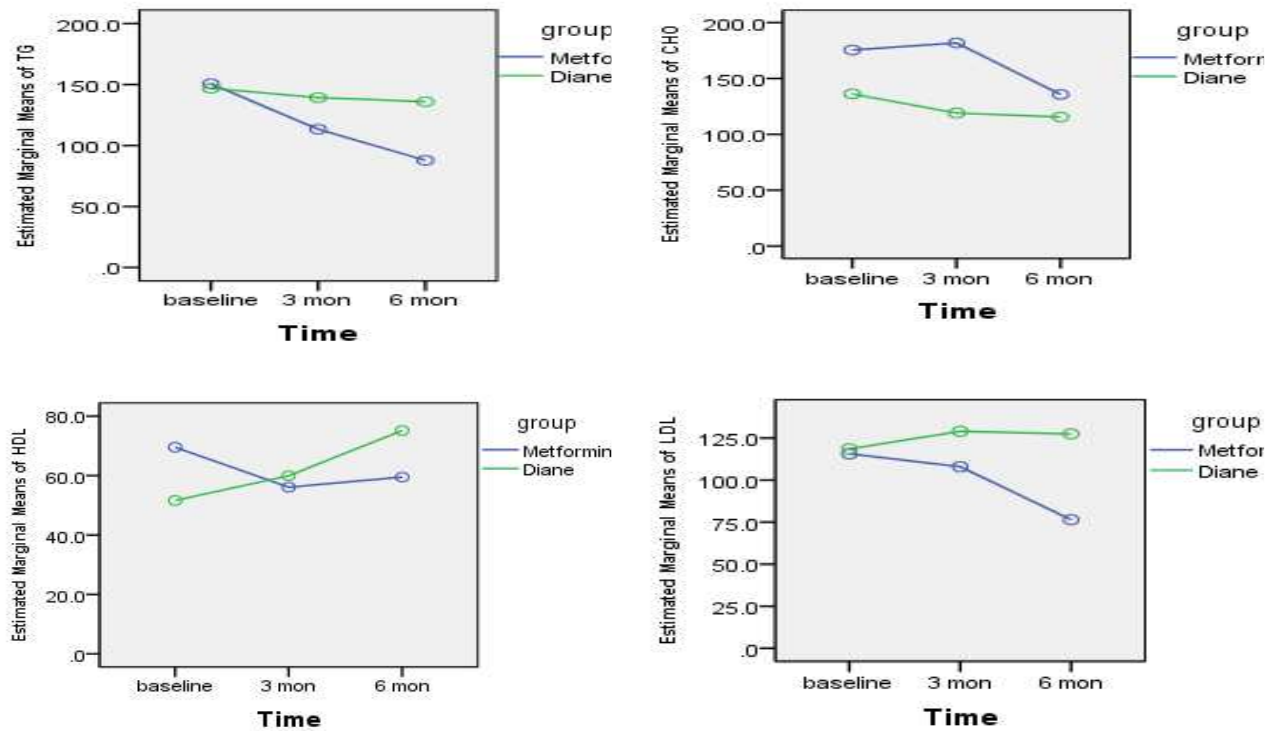 Estimated Marginal Means of TG
200.0
150.0
100.0
50.0
.0
baseline 3 mon 6 mon
Time
group
Metfo
Diane
Estimated Marginal Means of CHO
200.0
150.0
100.0
50.0
.0
baseline 3 mon 6 mon
Time
group
Metform
Diane
Estimated Marginal Means of HDL
80.0
60.0
40.0
20.0
.0
baseline 3 mon 6 mon
Time
group
Metformin
Diane
Estimated Marginal Means of LDL
125.0
100.0
75.0
50.0
25.0
.0
baseline 3 mon 6 mon
Time
group
Metfor
Diane